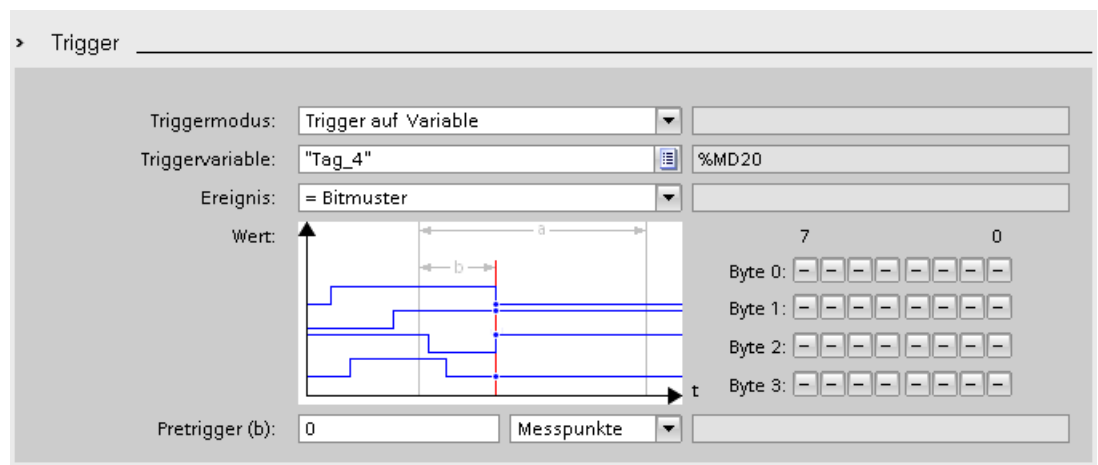 > Trigger
Triggermodus: Trigger auf Variable
Triggervariable: "Tag_4" %MD20
Ereignis: = Bitmuster
Wert: a 7 0
b Byte 0: - - - - - - - -
Byte 1: - - - - - - - -
Byte 2: - - - - - - - -
t Byte 3: - - - - - - - -
Pretrigger (b): 0 Messpunkte